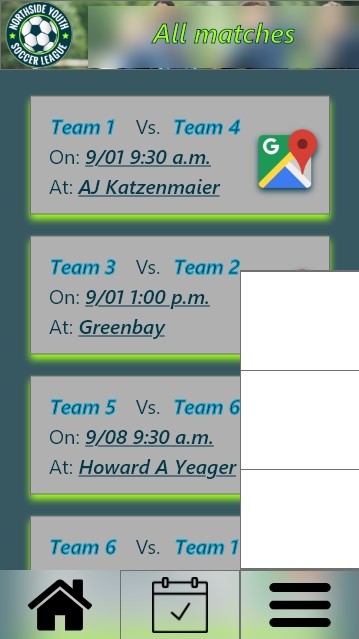 NORTHSIDE YOUTH
SOCCER LEAGUE
All matches
Team 1 Vs. Team 4
On: 9/01 9:30 a.m.
At: AJ Katzenmaier
G
Team 3 Vs. Team 2
On: 9/01 1:00 p.m.
At: Greenbay
Team 5 Vs. Team 6
On: 9/08 9:30 a.m.
At: Howard A Yeager
Team 6 Vs. Team 1